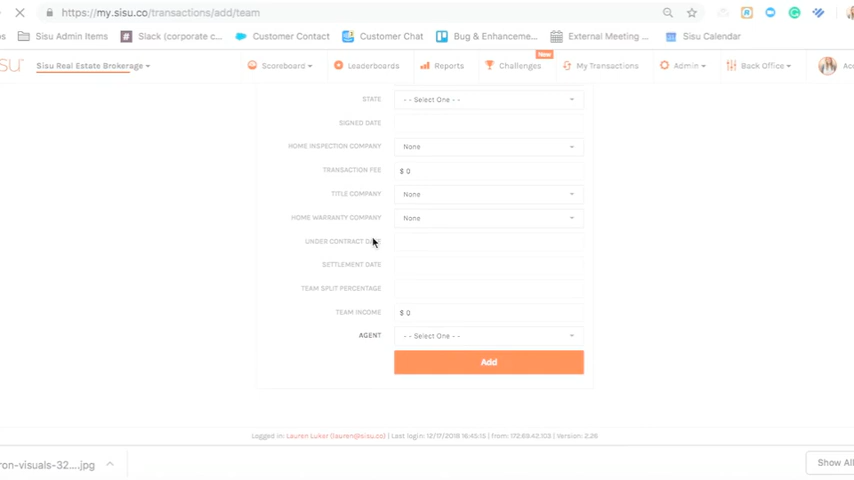 https://my.sisu.co/transactions/add/team
Sisu Admin Items Slack (corporate c... Customer Contact Customer Chat Bug & Enhanceme... External Meeting ... Sisu Calendar
New
Sisu Real Estate Brokerage Scoreboard Leaderboards Reports Challenges My Transactions Admin Back Office
STATE - - Select One - -
SIGNED DATE
HOME INSPECTION COMPANY None
TRANSACTION FEE $ 0
TITLE COMPANY None
HOME WARRANTY COMPANY None
UNDER CONTRACT DATE
SETTLEMENT DATE
TEAM SPLIT PERCENTAGE
TEAM INCOME $ 0
AGENT - - Select One - -
Add
Logged in: Lauren Luker (lauren@sisu.co) | Last login: 12/17/2018 16:45:15 | from: 172.69.42.103 | Version: 2.26
ron-visuals-32....jpg Show All